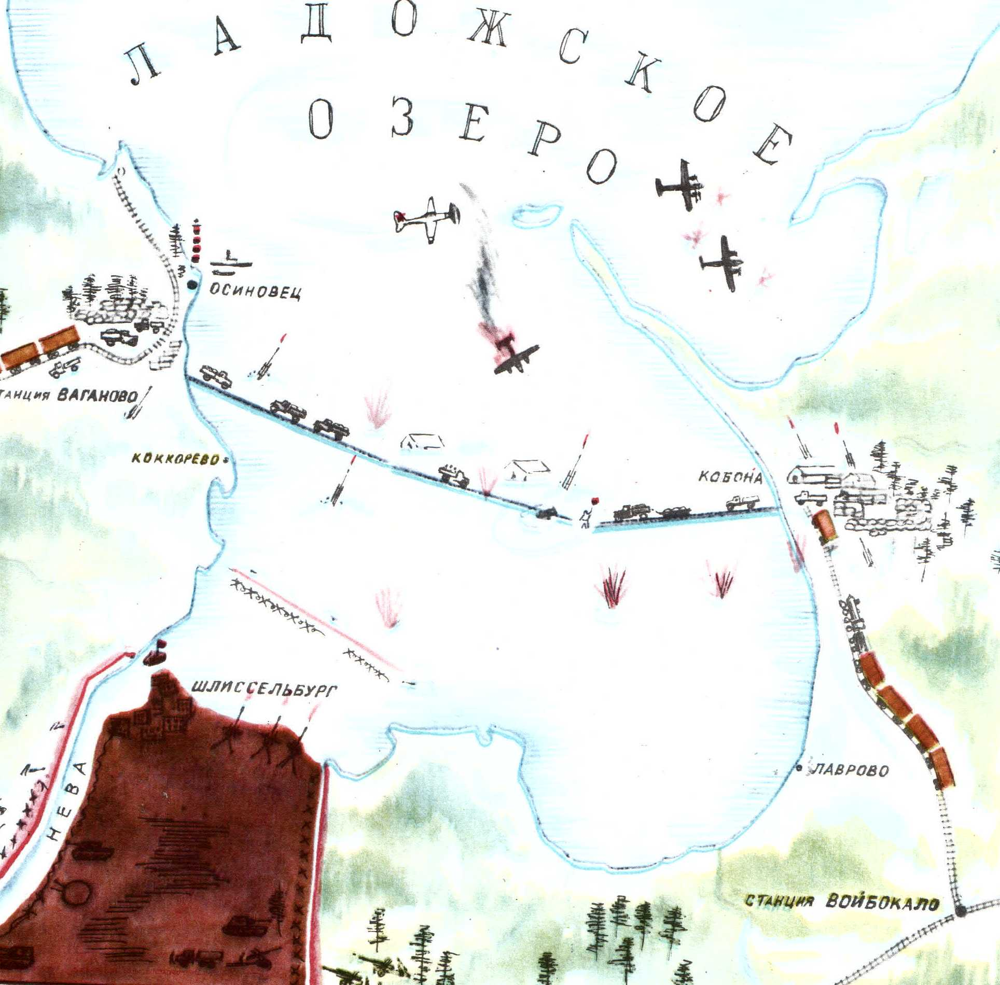 ЛАДОЖСКОЕ
ОЗЕРО
ОСИНОВЕЦ
ТАНЦИЯ ВАГАНОВО
КОККОРЕВО
КОБОНА
ШЛИССЕЛЬБУРГ
НЕВА
ЛАВРОВО
СТАНЦИЯ ВОЙБОКАЛО